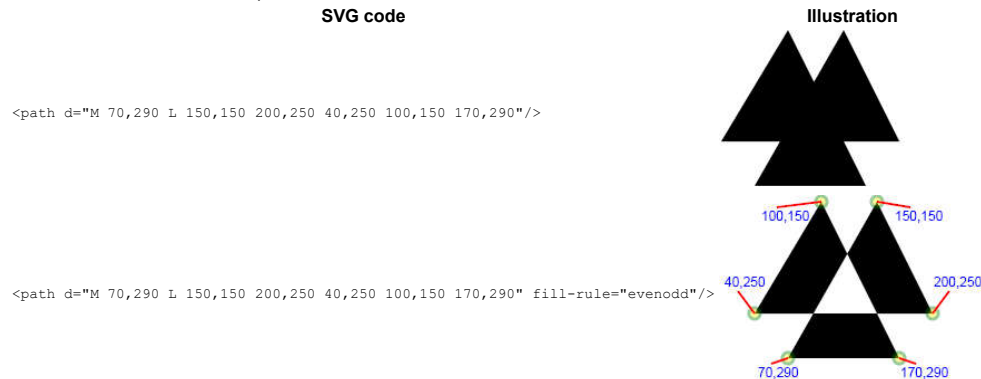 SVG code Illustration
<path d="M 70,290 L 150,150 200,250 40,250 100,150 170,290"/>
100,150 150,150
<path d="M 70,290 L 150,150 200,250 40,250 100,150 170,290" fill-rule="evenodd"/>
40,250 200,250
70,290 170,290